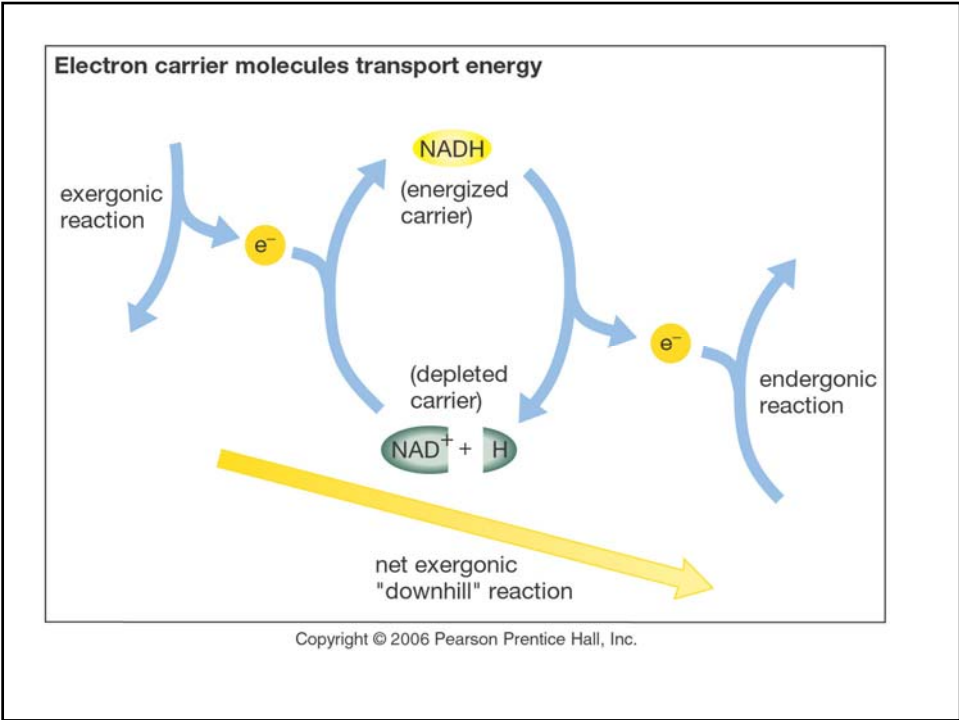 Electron carrier molecules transport energy
NADH
(energized
carrier)
exergonic
reaction
e⁻
e⁻
(depleted
carrier)
endergonic
reaction
NAD⁺ + H
net exergonic
"downhill" reaction
Copyright © 2006 Pearson Prentice Hall, Inc.